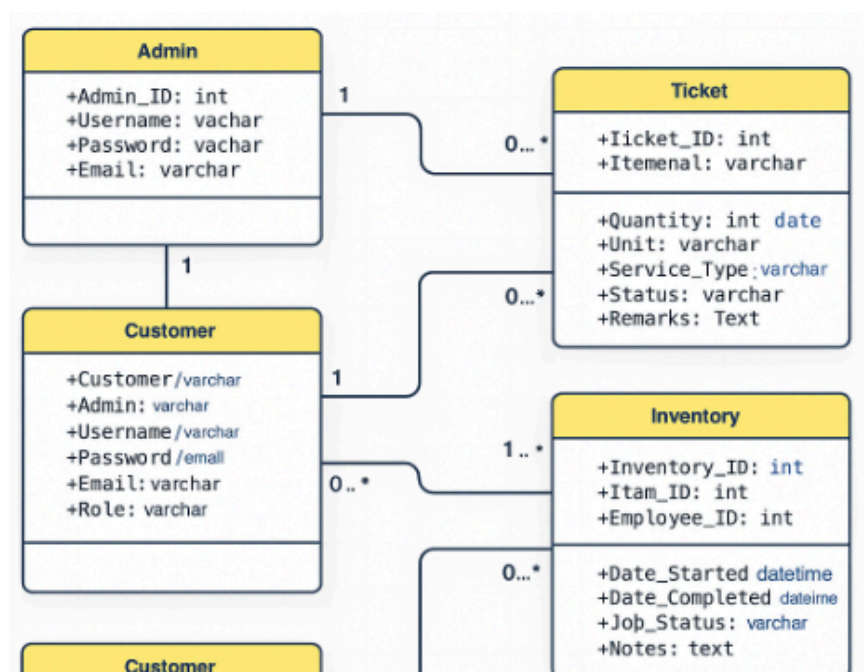 Admin
+Admin_ID: int
+Username: vachar
+Password: vachar
+Email: varchar
1
0...*
Ticket
+Iicket_ID: int
+Itemenal: varchar
+Quantity: int date
+Unit: varchar
+Service_Type: varchar
+Status: varchar
+Remarks: Text
1
Customer
+Customer/varchar
+Admin: varchar
+Username/varchar
+Password/emall
+Email: varchar
+Role: varchar
1
0...*
0..*
1..*
Inventory
+Inventory_ID: int
+Itam_ID: int
+Employee_ID: int
+Date_Started datetime
+Date_Completed dateime
+Job_Status: varchar
+Notes: text
0...*
Customer